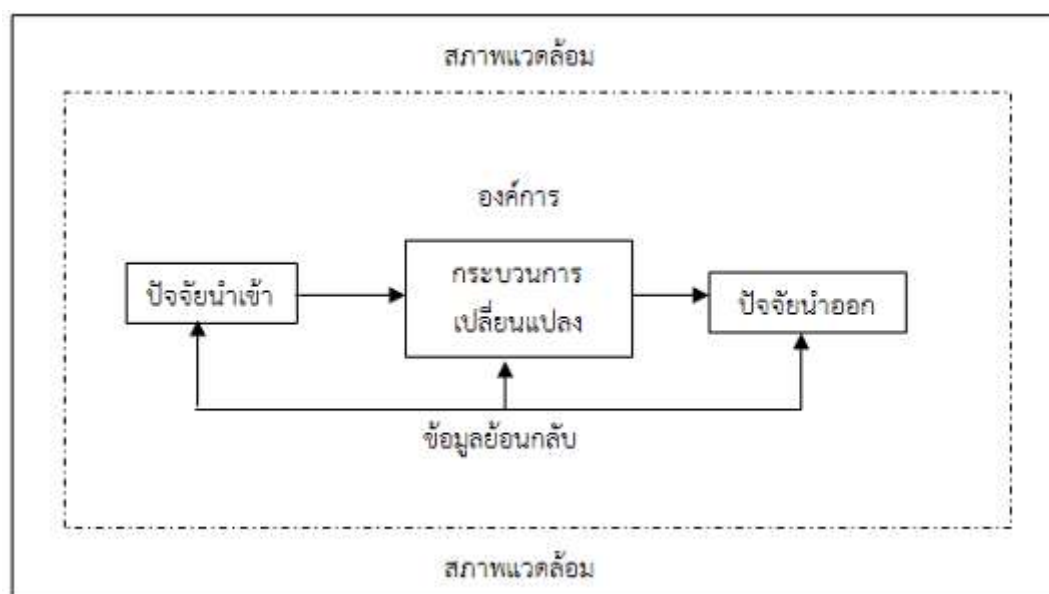 สภาพแวดล้อม
องค์การ
ปัจจัยนำเข้า
กระบวนการ
เปลี่ยนแปลง
ปัจจัยนำออก
ข้อมูลย้อนกลับ
สภาพแวดล้อม